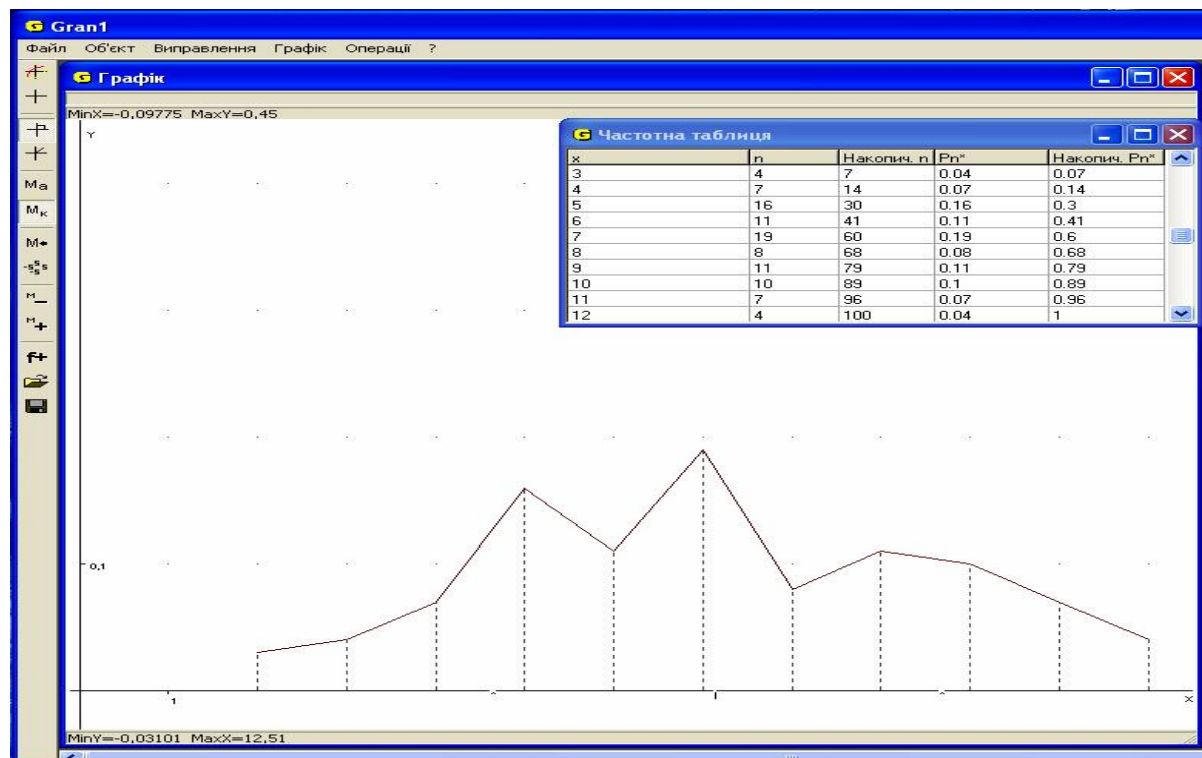 Gran1
Файл Об'єкт Виправлення Графік Операції ?
Графік
MinX=-0,09775 MaxY=0,45
Y
Частотна таблиця
x n Накопич. n Pn* Накопич. Pn*
3 4 7 0.04 0.07
4 7 14 0.07 0.14
5 16 30 0.16 0.3
6 11 41 0.11 0.41
7 19 60 0.19 0.6
8 8 68 0.08 0.68
9 11 79 0.11 0.79
10 10 89 0.1 0.89
11 7 96 0.07 0.96
12 4 100 0.04 1
Ma
Mк
M
M
M+
f+
0,1
1
X
MinY=-0,03101 MaxX=12,51